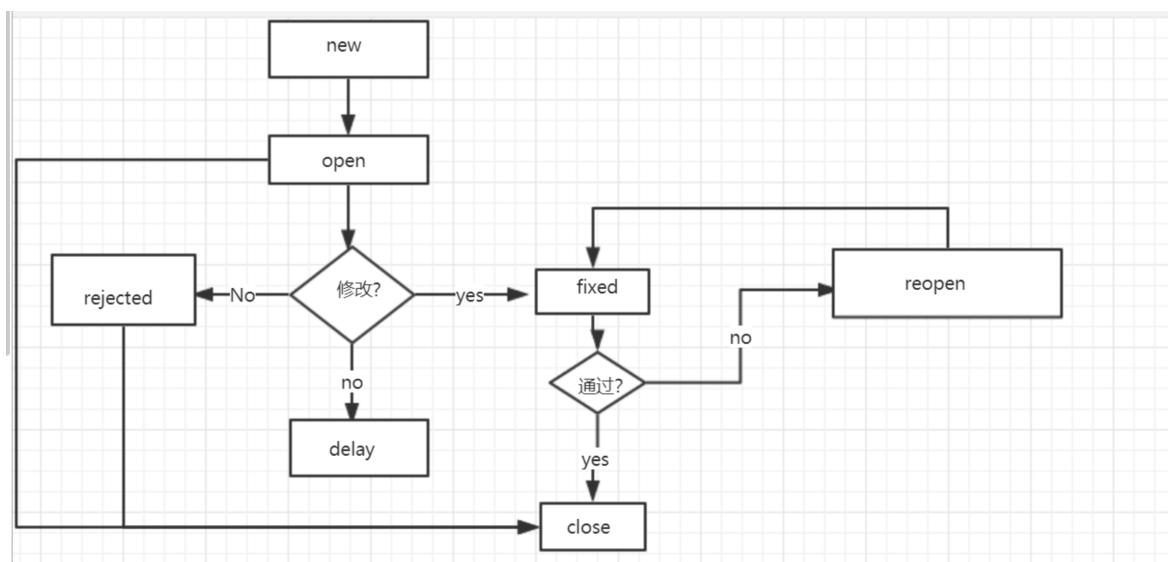 new
open
修改?
No
rejected
yes
fixed
reopen
no
通过?
no
delay
yes
close